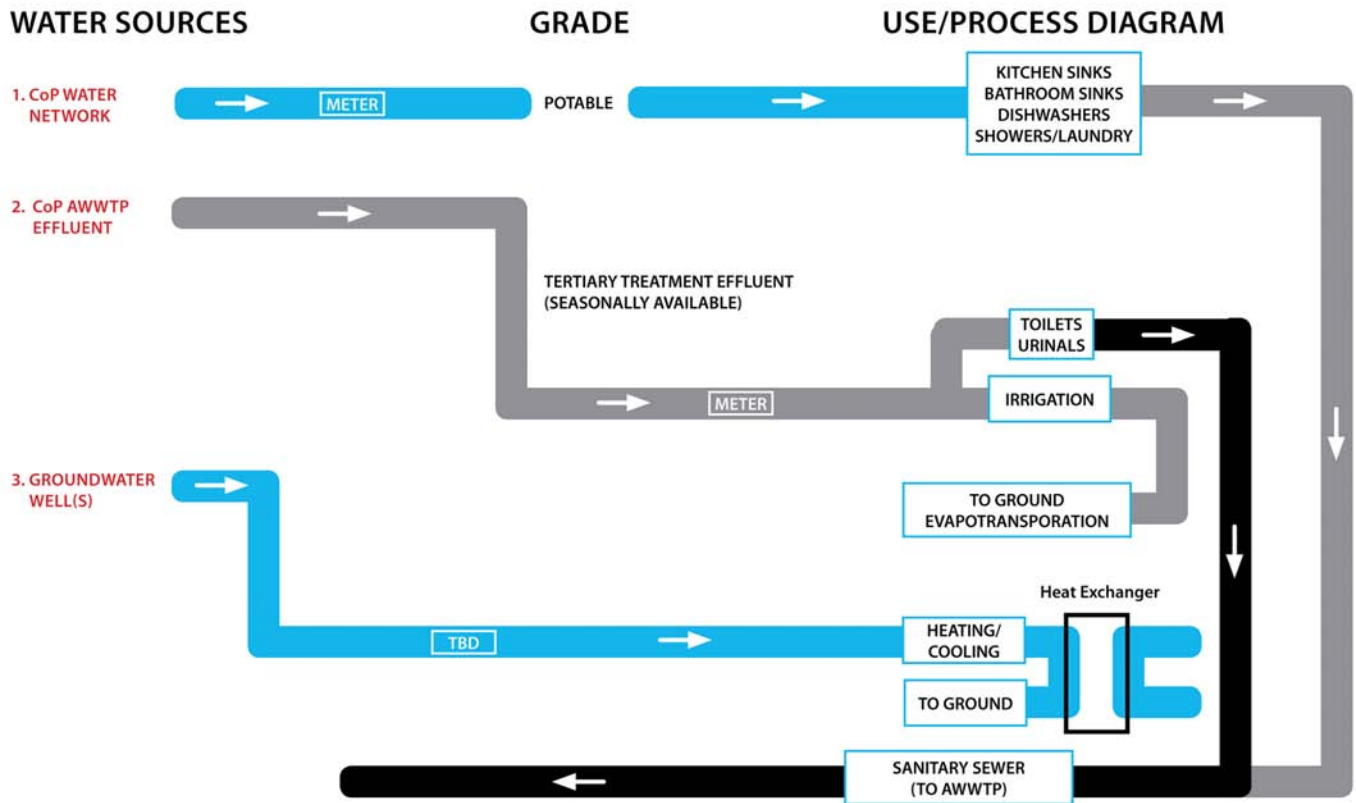 WATER SOURCES
GRADE
USE/PROCESS DIAGRAM
1. CoP WATER
NETWORK
METER
POTABLE
KITCHEN SINKS
BATHROOM SINKS
DISHWASHERS
SHOWERS/LAUNDRY
2. CoP AWWTP
EFFLUENT
TERTIARY TREATMENT EFFLUENT
(SEASONALLY AVAILABLE)
METER
TOILETS
URINALS
IRRIGATION
TO GROUND
EVAPOTRANSPORATION
3. GROUNDWATER
WELL(S)
TBD
HEATING/
COOLING
Heat Exchanger
TO GROUND
SANITARY SEWER
(TO AWWTP)